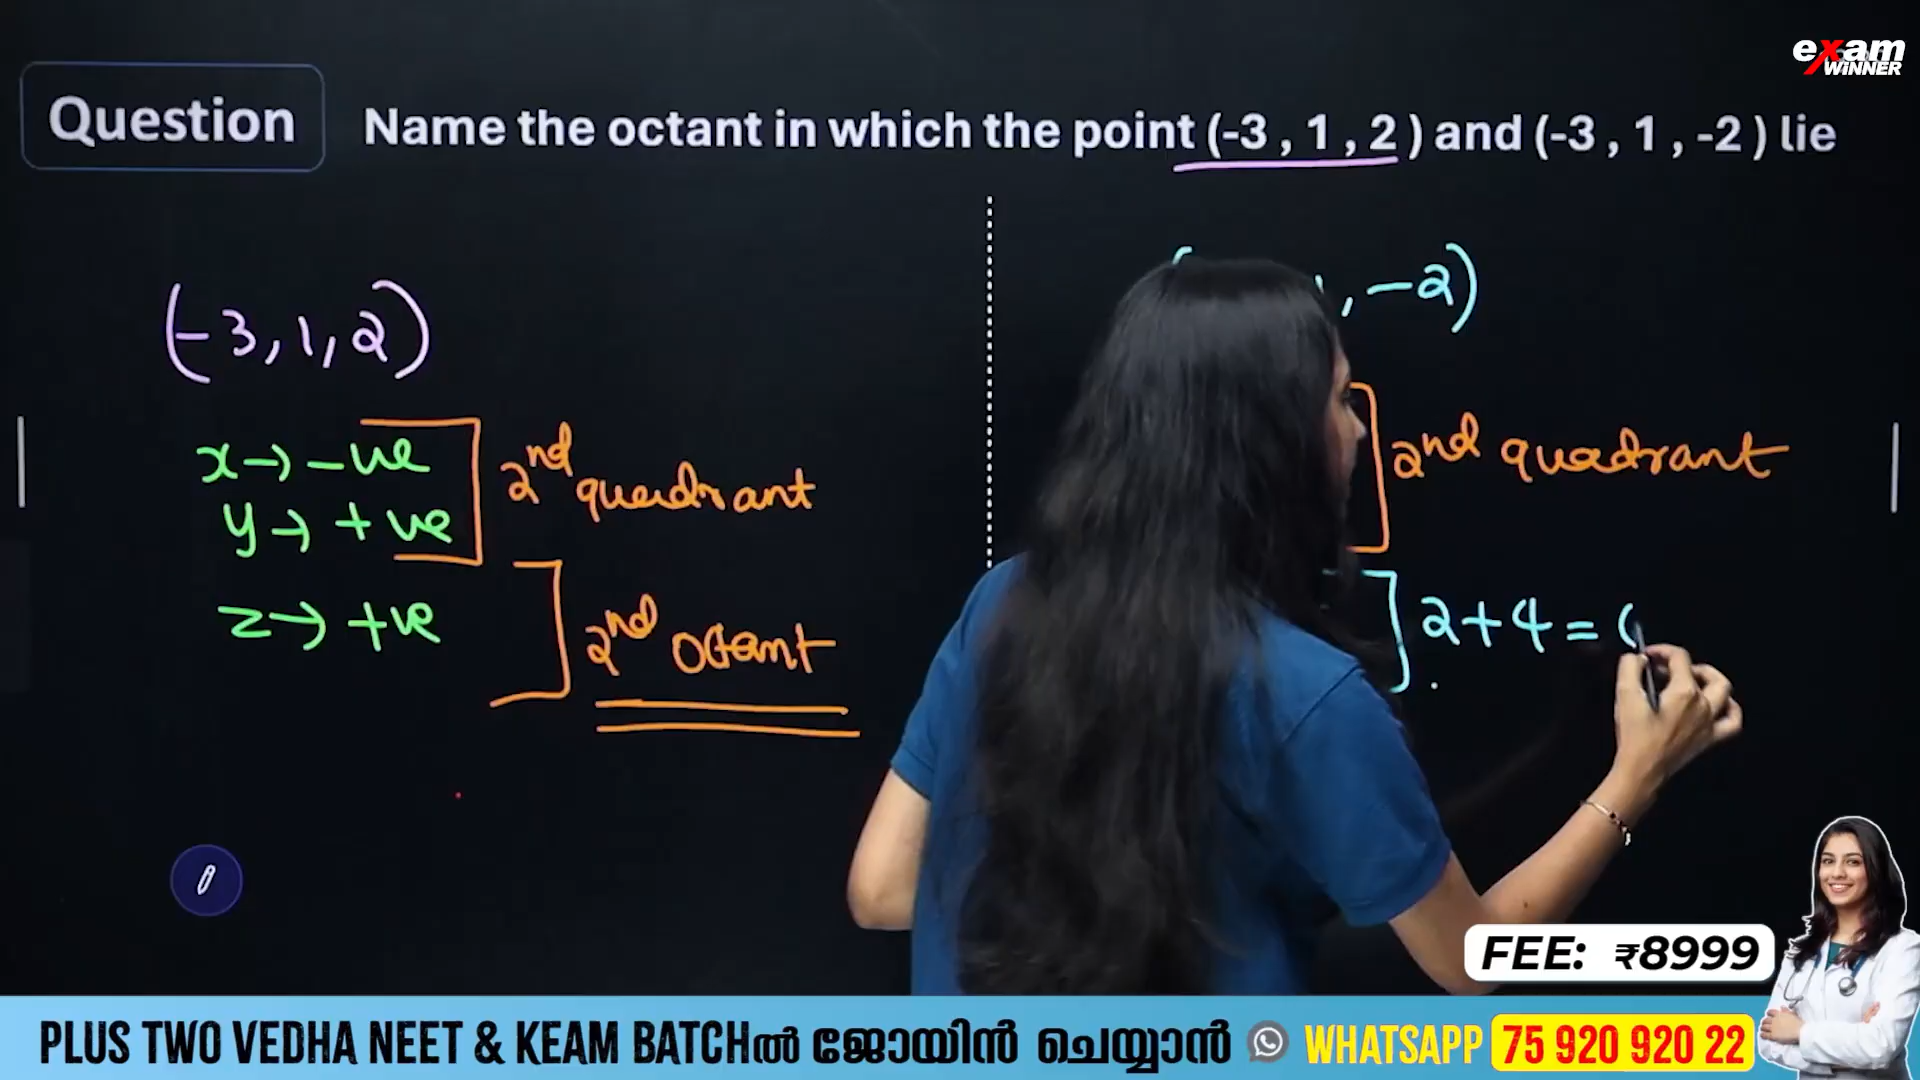 exam
WINNER
Question
Name the octant in which the point (-3 , 1 , 2 ) and (-3 , 1 , -2 ) lie
(-3, 1, 2)
x → -ve
y → +ve
2nd quadrant
z → +ve
2nd octant
, -2)
2nd quadrant
2+4 =
FEE: ₹8999
PLUS TWO VEDHA NEET & KEAM BATCHൽ ജോയിൻ ചെയ്യാൻ WHATSAPP 75 920 920 22